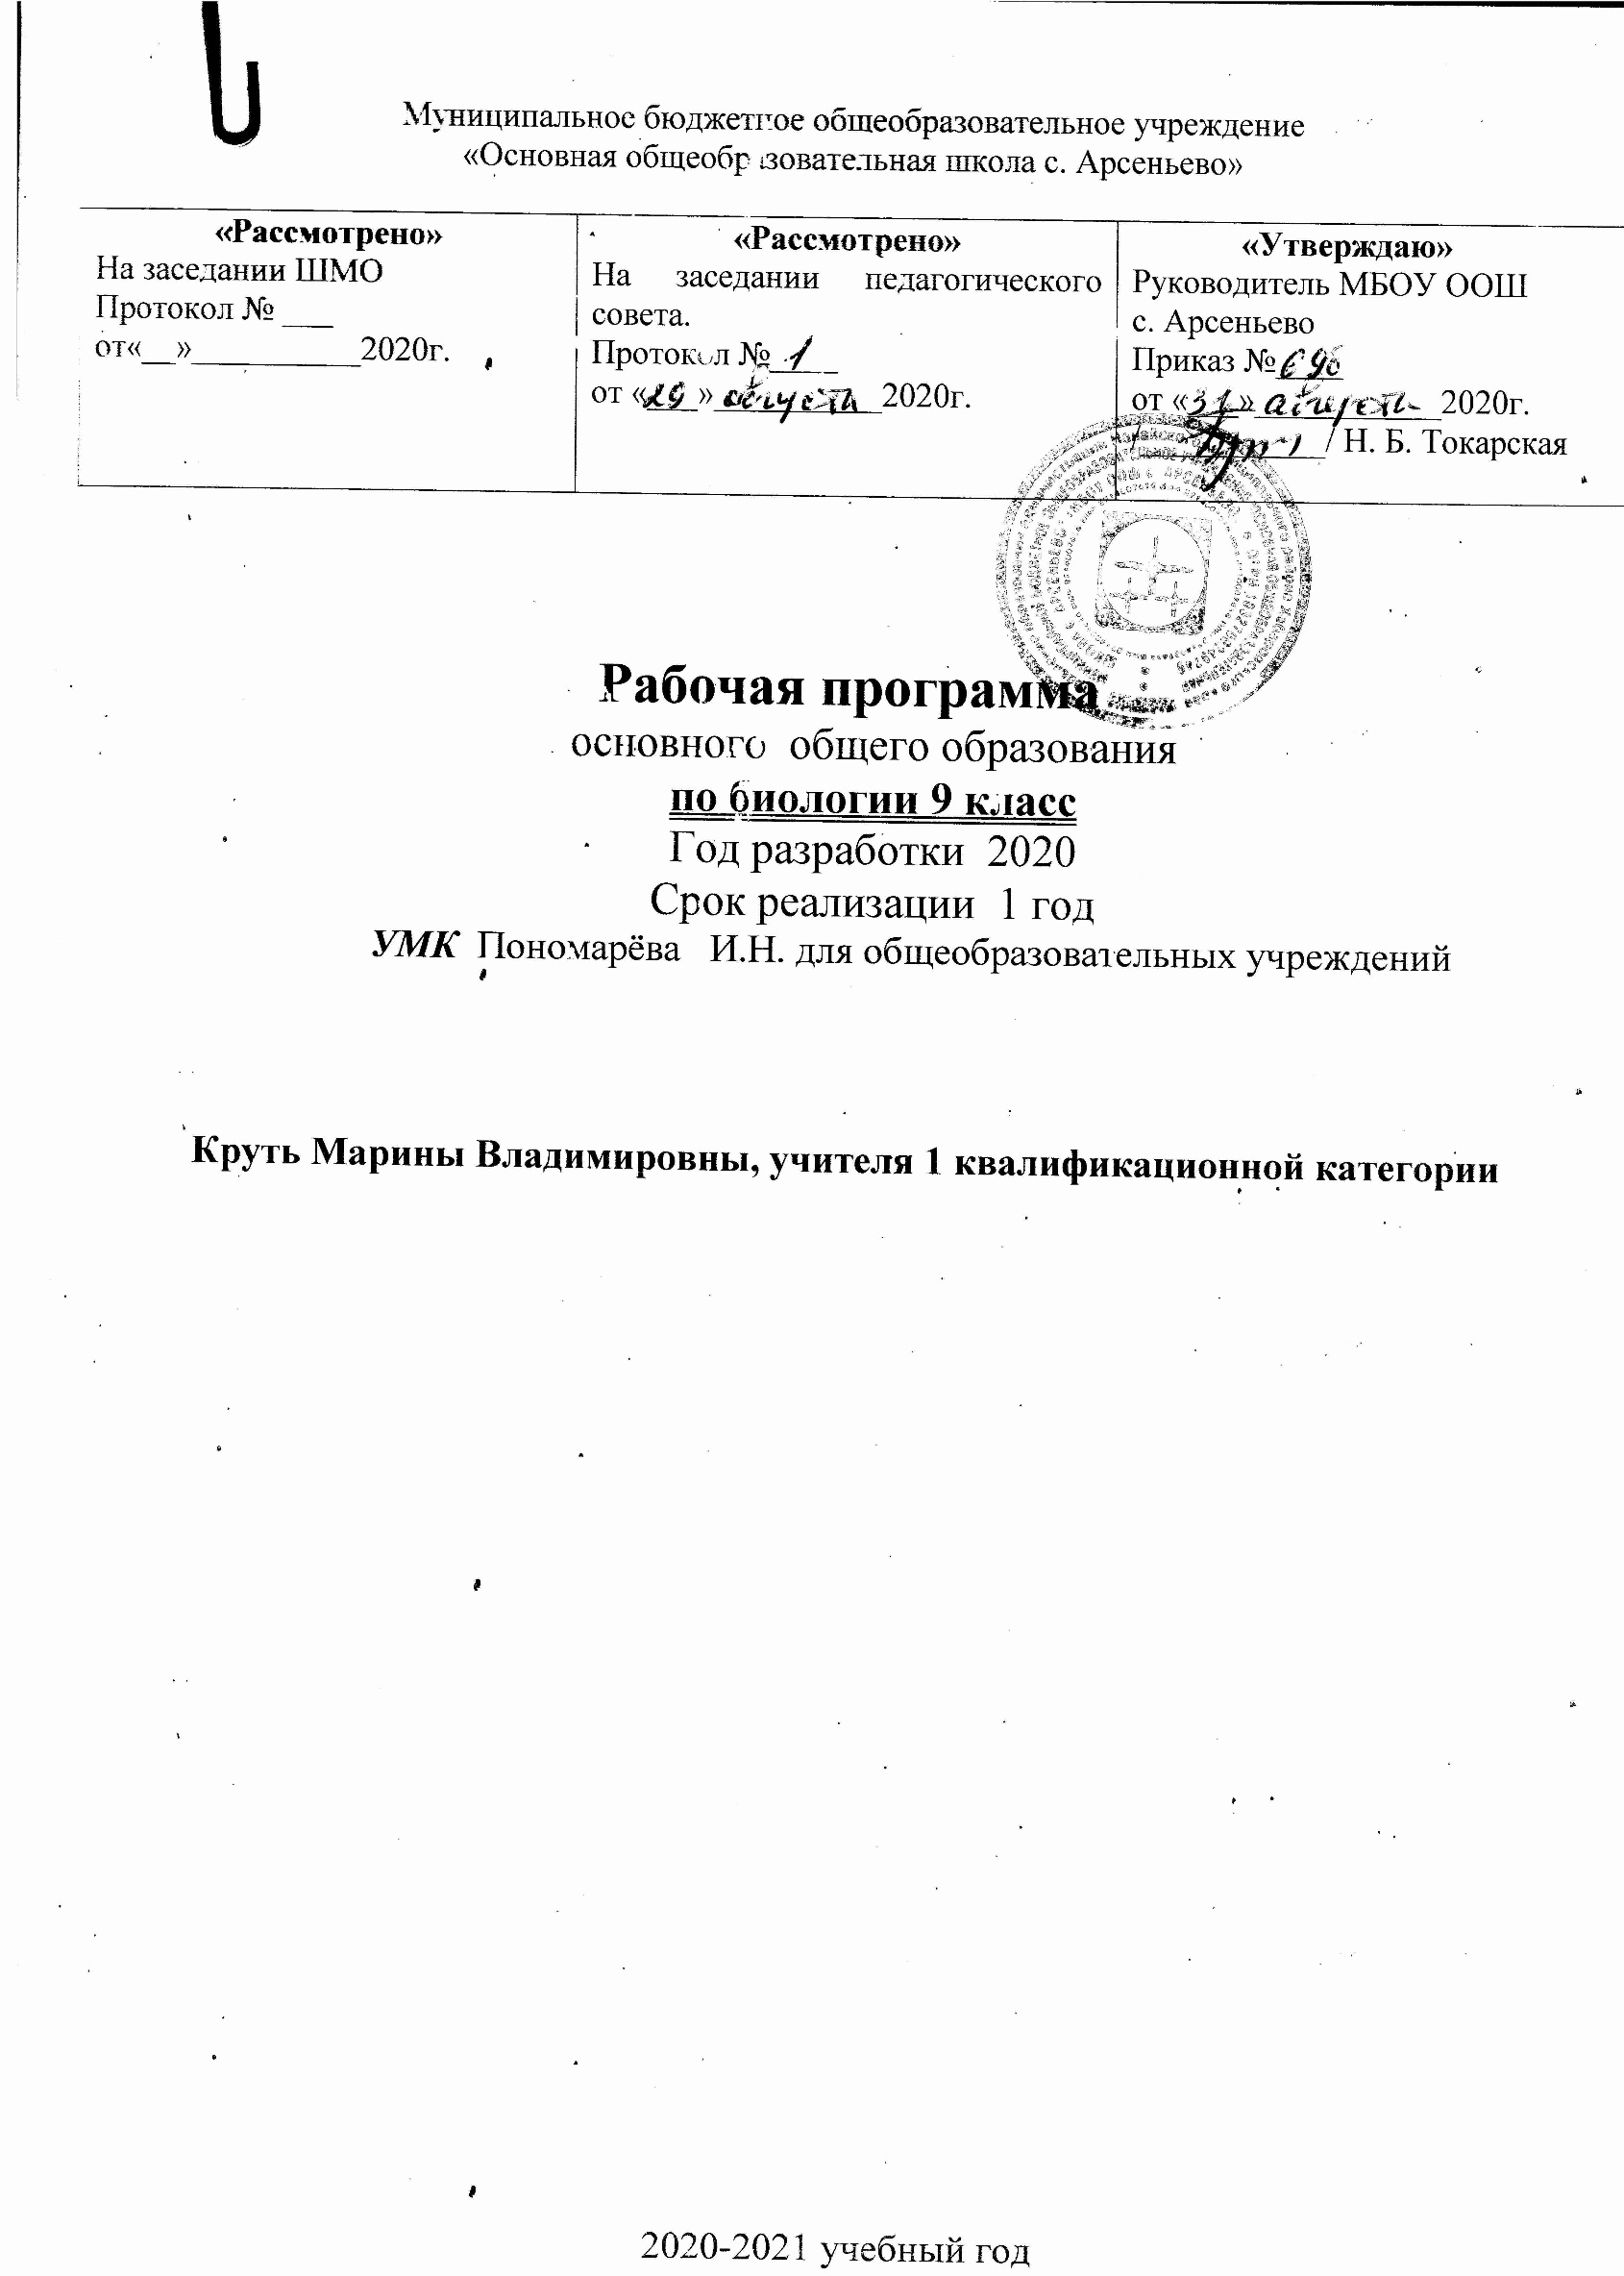 Муниципальное бюджетное общеобразовательное учреждение
«Основная общеобразовательная школа с. Арсеньево»
«Рассмотрено»
На заседании ШМО
Протокол № ___
от«__»__________2020г.
«Рассмотрено»
На заседании педагогического
совета.
Протокол № 1
от «29» августа 2020г.
«Утверждаю»
Руководитель МБОУ ООШ
с. Арсеньево
Приказ №
от «31» августа 2020г.
/ / Н. Б. Токарская
Рабочая программа
основного общего образования
по биологии 9 класс
Год разработки 2020
Срок реализации 1 год
УМК Пономарёва И.Н. для общеобразовательных учреждений
Круть Марины Владимировны, учителя 1 квалификационной категории
2020-2021 учебный год